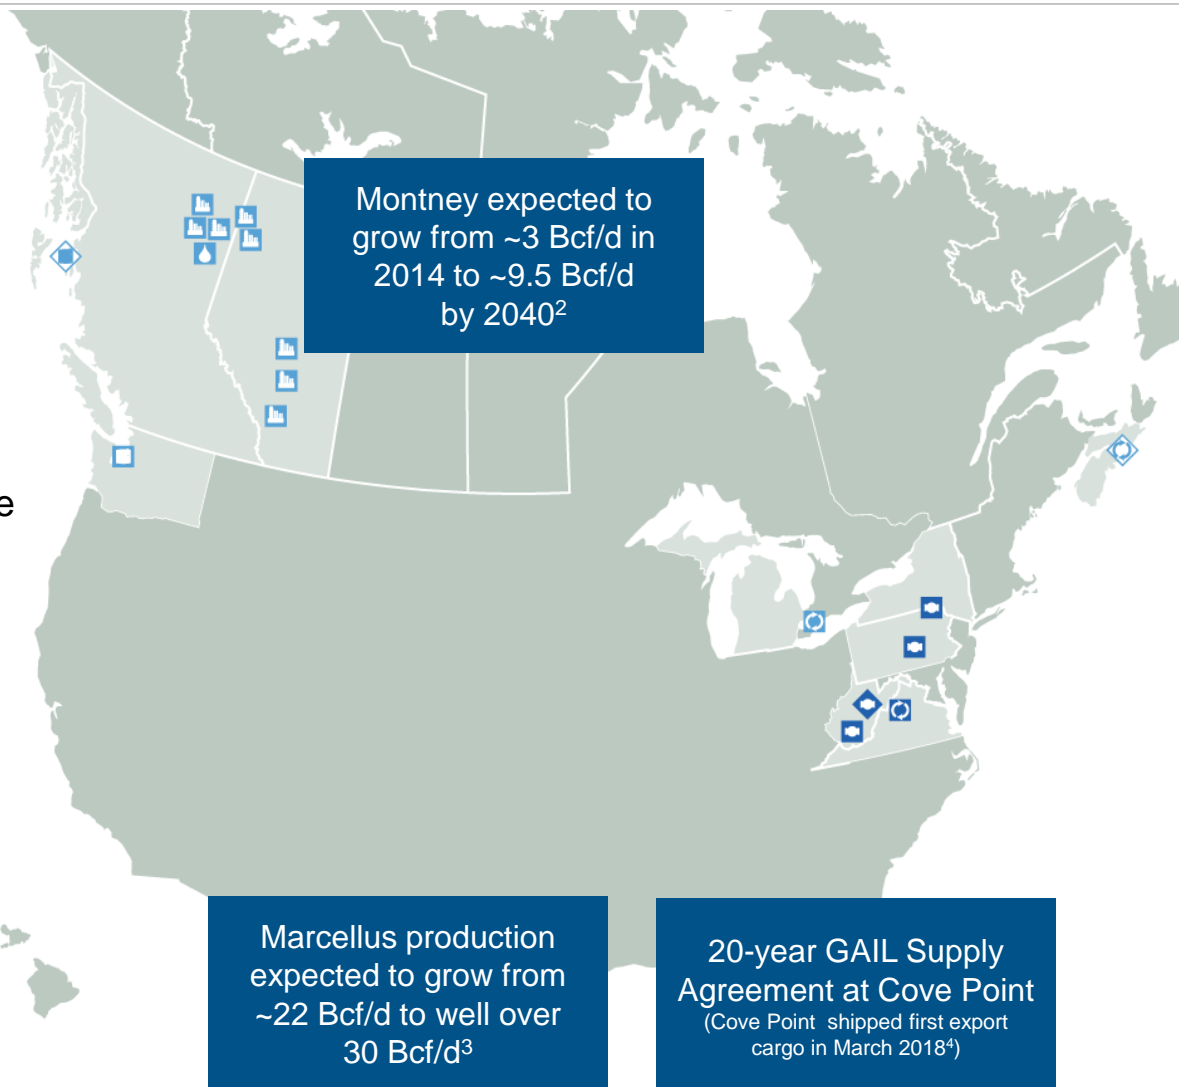 Montney expected to
grow from ~3 Bcf/d in
2014 to ~9.5 Bcf/d
by 2040²
e
Marcellus production
expected to grow from
~22 Bcf/d to well over
30 Bcf/d³
20-year GAIL Supply
Agreement at Cove Point
(Cove Point shipped first export
cargo in March 2018⁴)